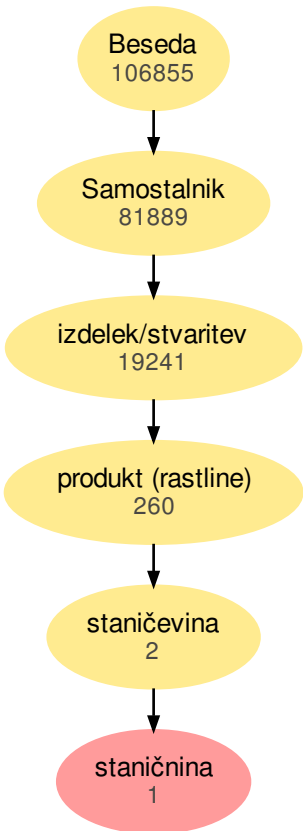 Beseda
106855
Samostalnik
81889
izdelek/stvaritev
19241
produkt (rastline)
260
staničevina
2
staničnina
1